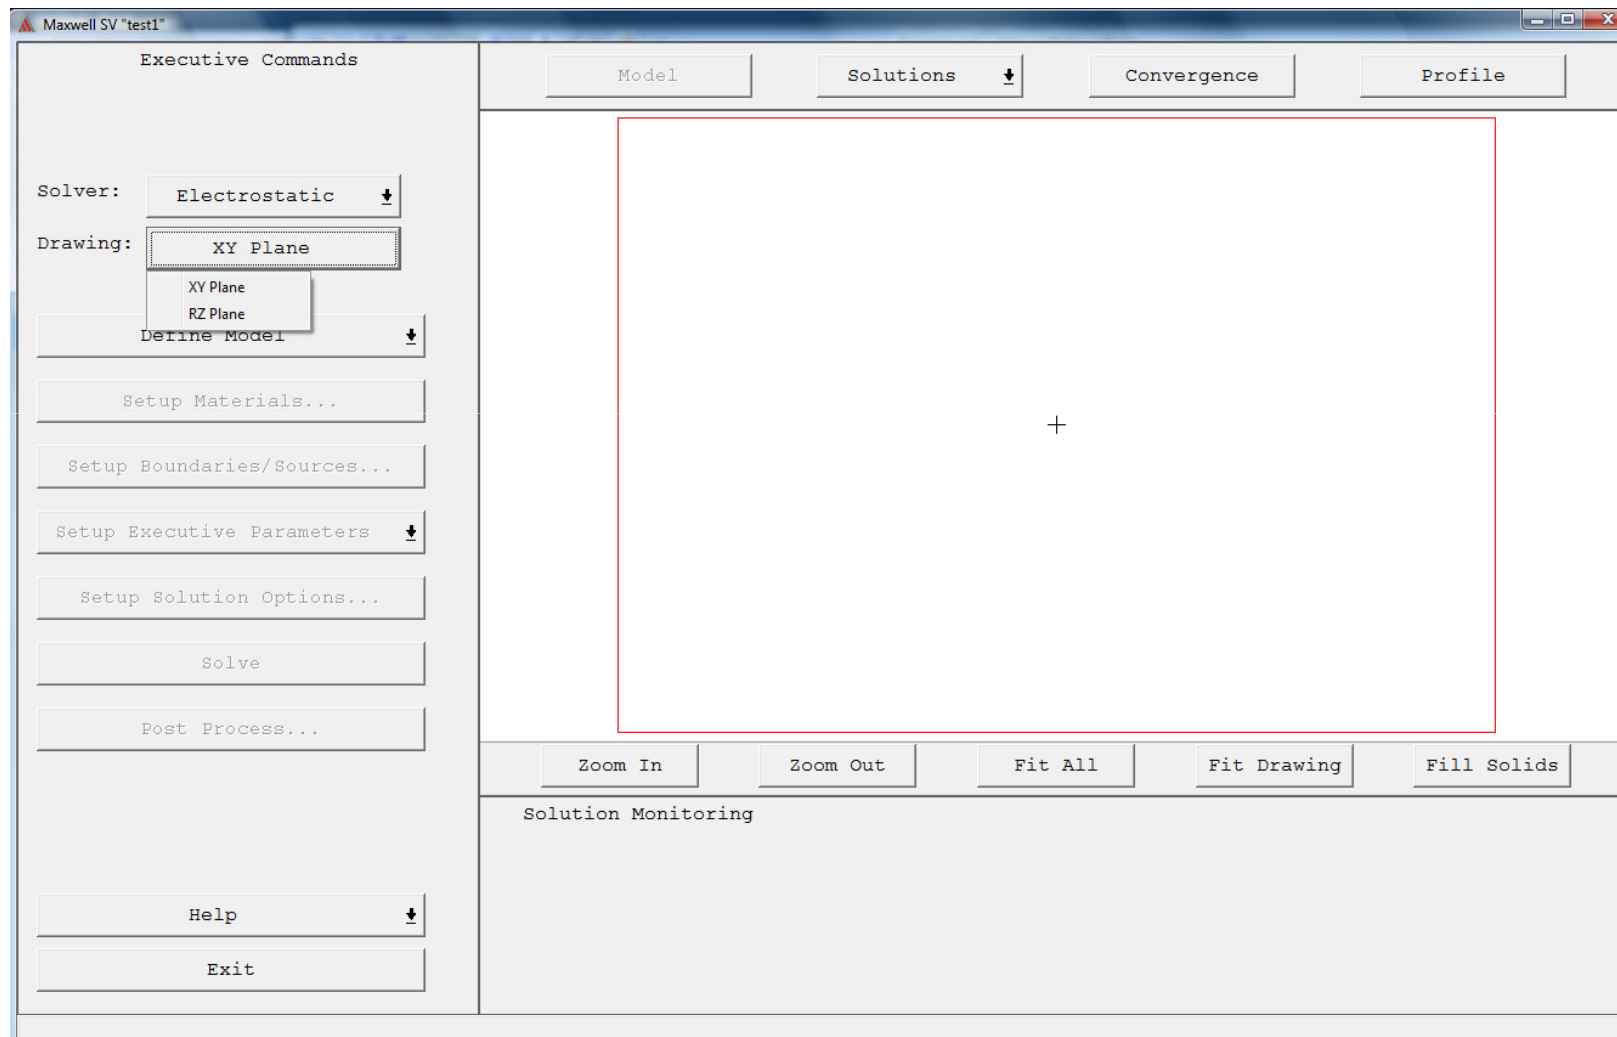 Maxwell SV "test1"
Executive Commands
Model
Solutions
Convergence
Profile
Solver:
Electrostatic
Drawing:
XY Plane
XY Plane
RZ Plane
Define Model
Setup Materials...
Setup Boundaries/Sources...
Setup Executive Parameters
Setup Solution Options...
Solve
Post Process...
Zoom In
Zoom Out
Fit All
Fit Drawing
Fill Solids
Solution Monitoring
Help
Exit